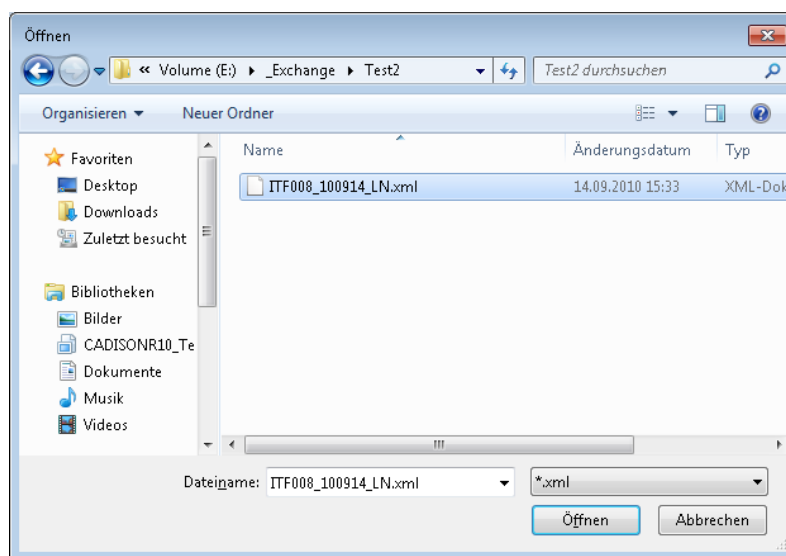 Öffnen
« Volume (E:) ▸ _Exchange ▸ Test2
Test2 durchsuchen
Organisieren
Neuer Ordner
Favoriten
Desktop
Downloads
Zuletzt besucht
Bibliotheken
Bilder
CADISONR10_Te
Dokumente
Musik
Videos
Name
Änderungsdatum
Typ
ITF008_100914_LN.xml
14.09.2010 15:33
XML-Dok
Dateiname: ITF008_100914_LN.xml
*.xml
Öffnen
Abbrechen